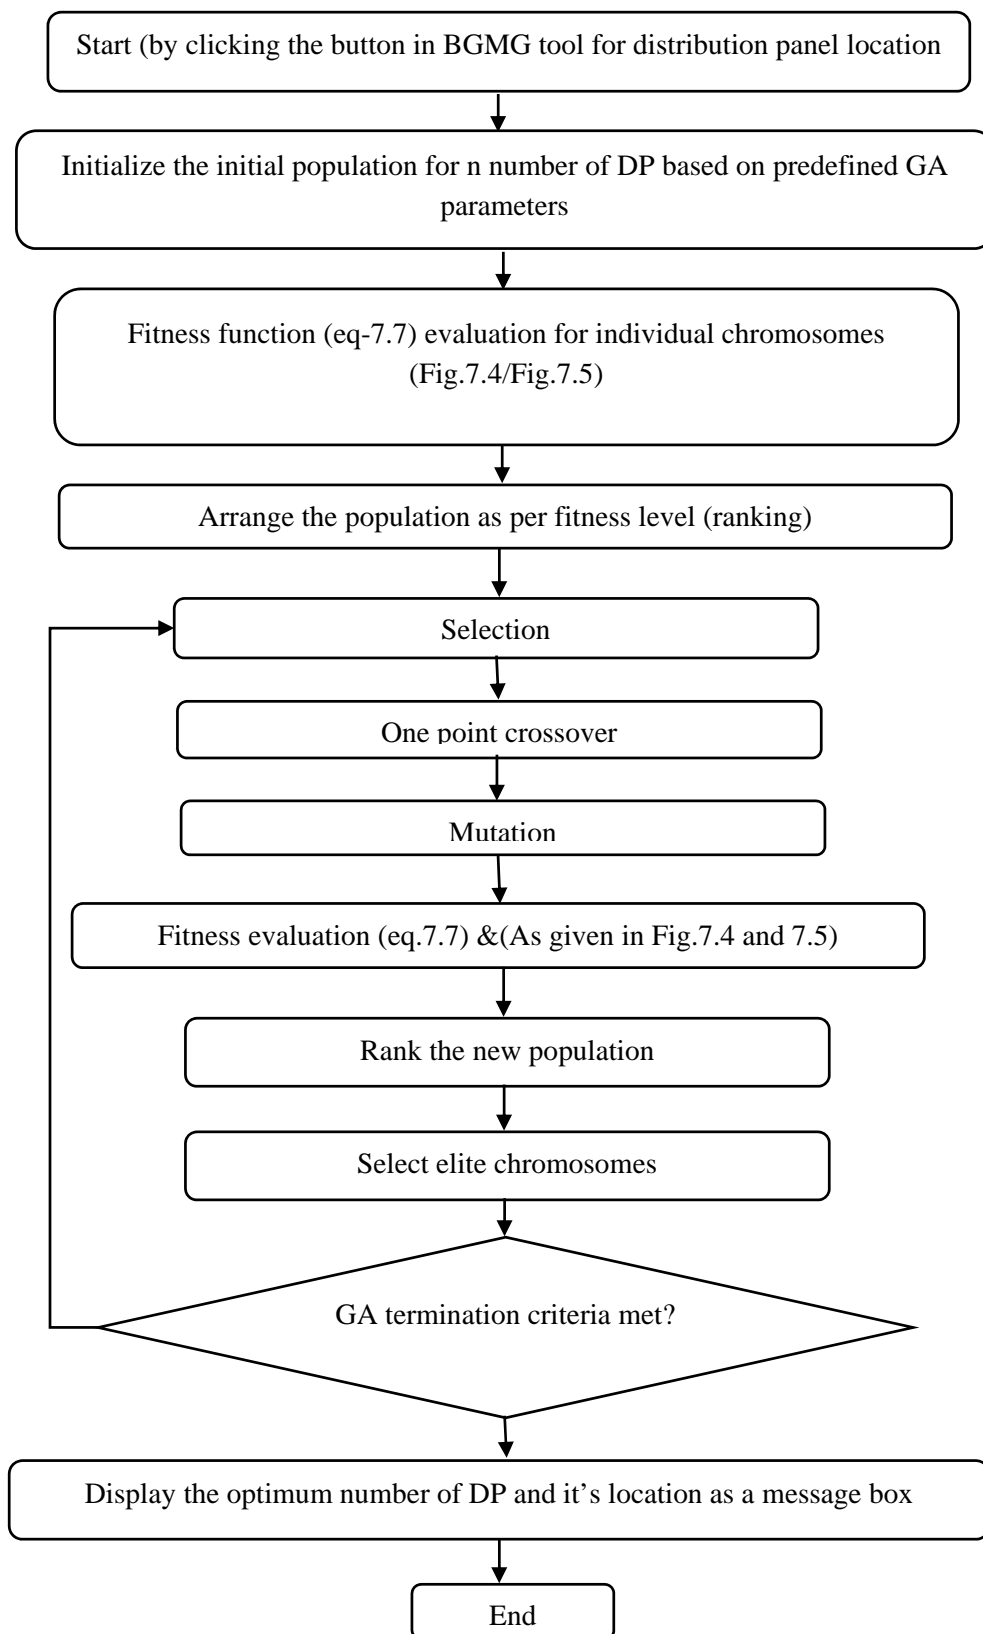 Start (by clicking the button in BGMG tool for distribution panel location
Initialize the initial population for n number of DP based on predefined GA
parameters
Fitness function (eq-7.7) evaluation for individual chromosomes
(Fig.7.4/Fig.7.5)
Arrange the population as per fitness level (ranking)
Selection
One point crossover
Mutation
Fitness evaluation (eq.7.7) &(As given in Fig.7.4 and 7.5)
Rank the new population
Select elite chromosomes
GA termination criteria met?
Display the optimum number of DP and it’s location as a message box
End